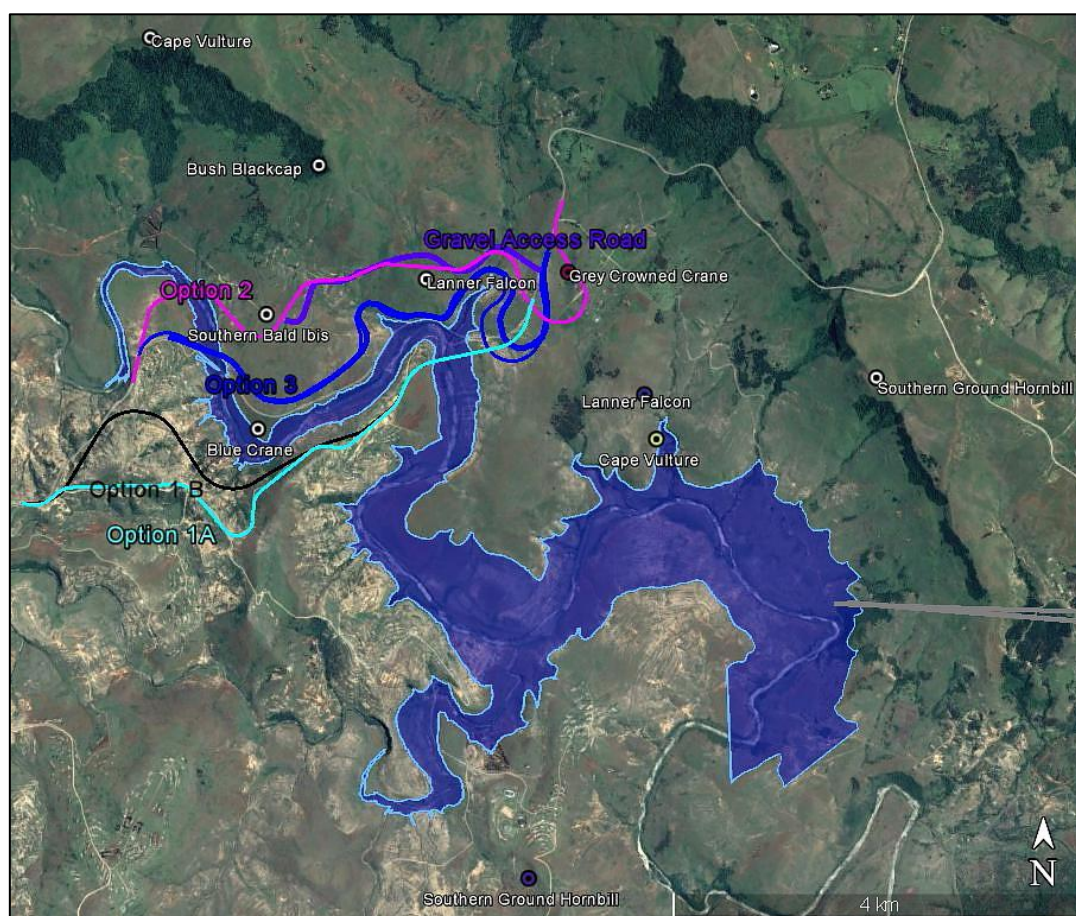 Cape Vulture
Bush Blackcap
Gravel Access Road
Grey Crowned Crane
Lanner Falcon
Option 2
Southern Bald Ibis
Option 3
Southern Ground Hornbill
Lanner Falcon
Blue Crane
Cape Vulture
Option 1 B
Option 1A
Southern Ground Hornbill
4 km
N